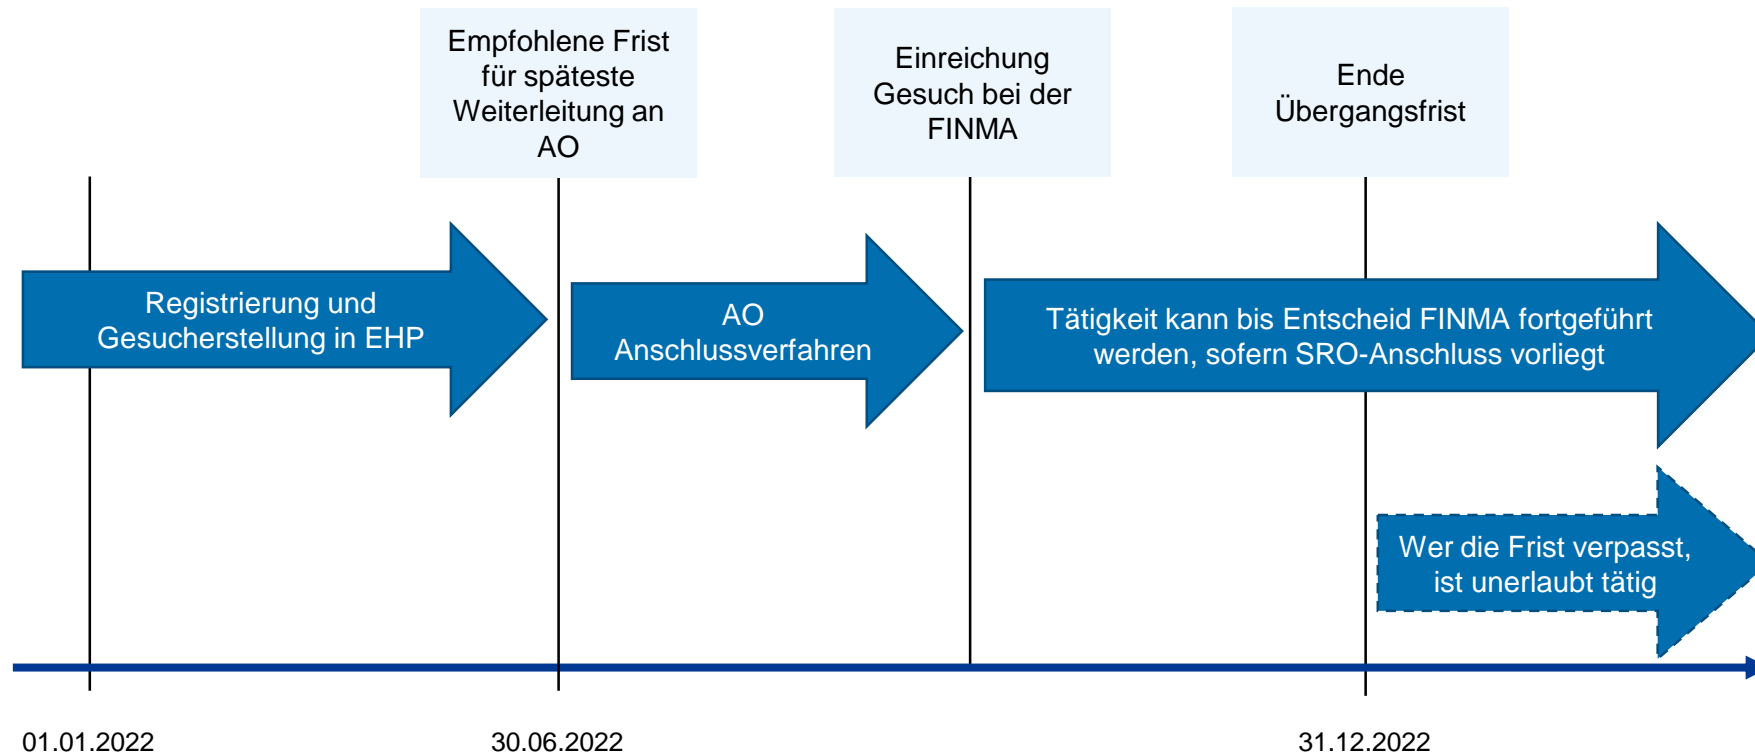 Empfohlene Frist
für späteste
Weiterleitung an
AO
Einreichung
Gesuch bei der
FINMA
Ende
Übergangsfrist
Registrierung und
Gesucherstellung in EHP
AO
Anschlussverfahren
Tätigkeit kann bis Entscheid FINMA fortgeführt
werden, sofern SRO-Anschluss vorliegt
Wer die Frist verpasst,
ist unerlaubt tätig
01.01.2022
30.06.2022
31.12.2022